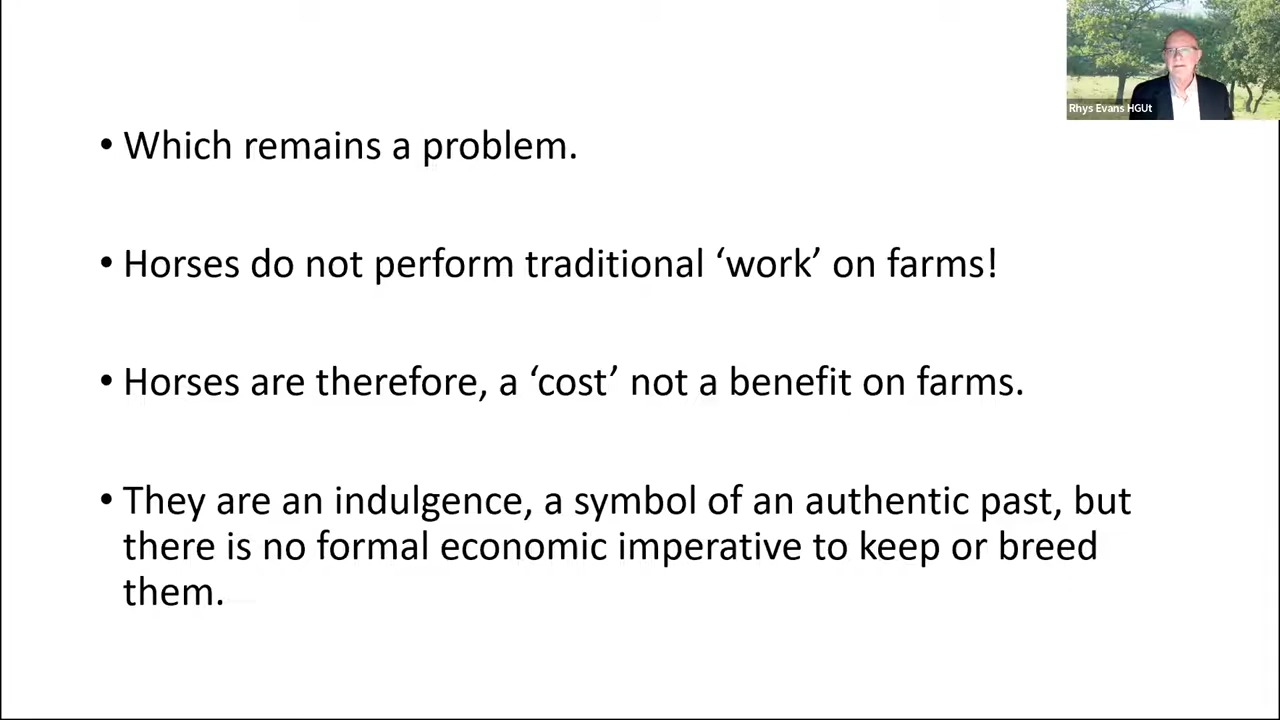 Rhys Evans HGUt
• Which remains a problem.
• Horses do not perform traditional ‘work’ on farms!
• Horses are therefore, a ‘cost’ not a benefit on farms.
• They are an indulgence, a symbol of an authentic past, but
there is no formal economic imperative to keep or breed
them.